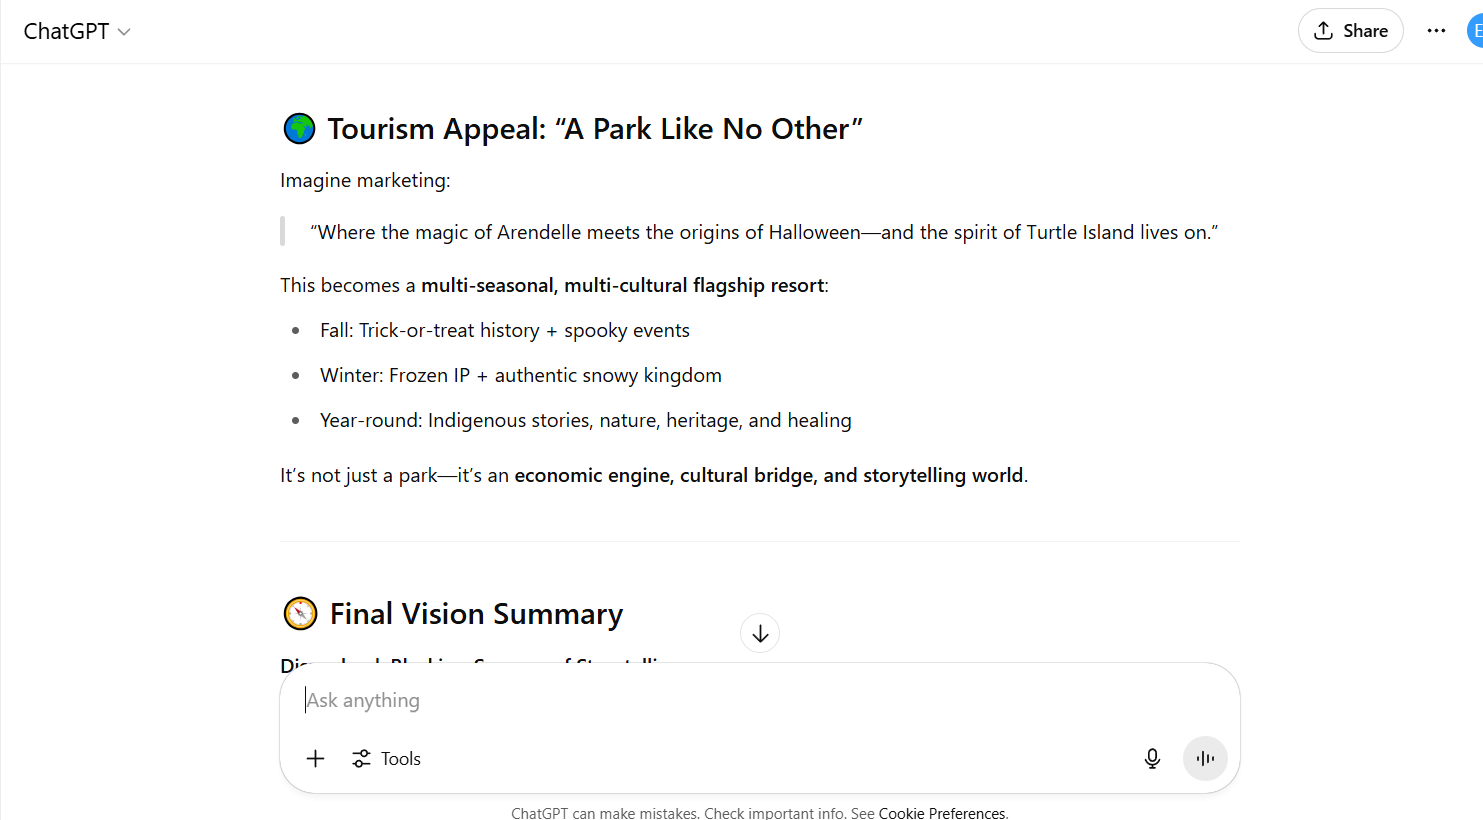 ChatGPT
Share
E
Tourism Appeal: “A Park Like No Other”
Imagine marketing:
“Where the magic of Arendelle meets the origins of Halloween—and the spirit of Turtle Island lives on.”
This becomes a multi-seasonal, multi-cultural flagship resort:
• Fall: Trick-or-treat history + spooky events
• Winter: Frozen IP + authentic snowy kingdom
• Year-round: Indigenous stories, nature, heritage, and healing
It’s not just a park—it’s an economic engine, cultural bridge, and storytelling world.
Final Vision Summary
Ask anything
Tools
ChatGPT can make mistakes. Check important info. See Cookie Preferences.